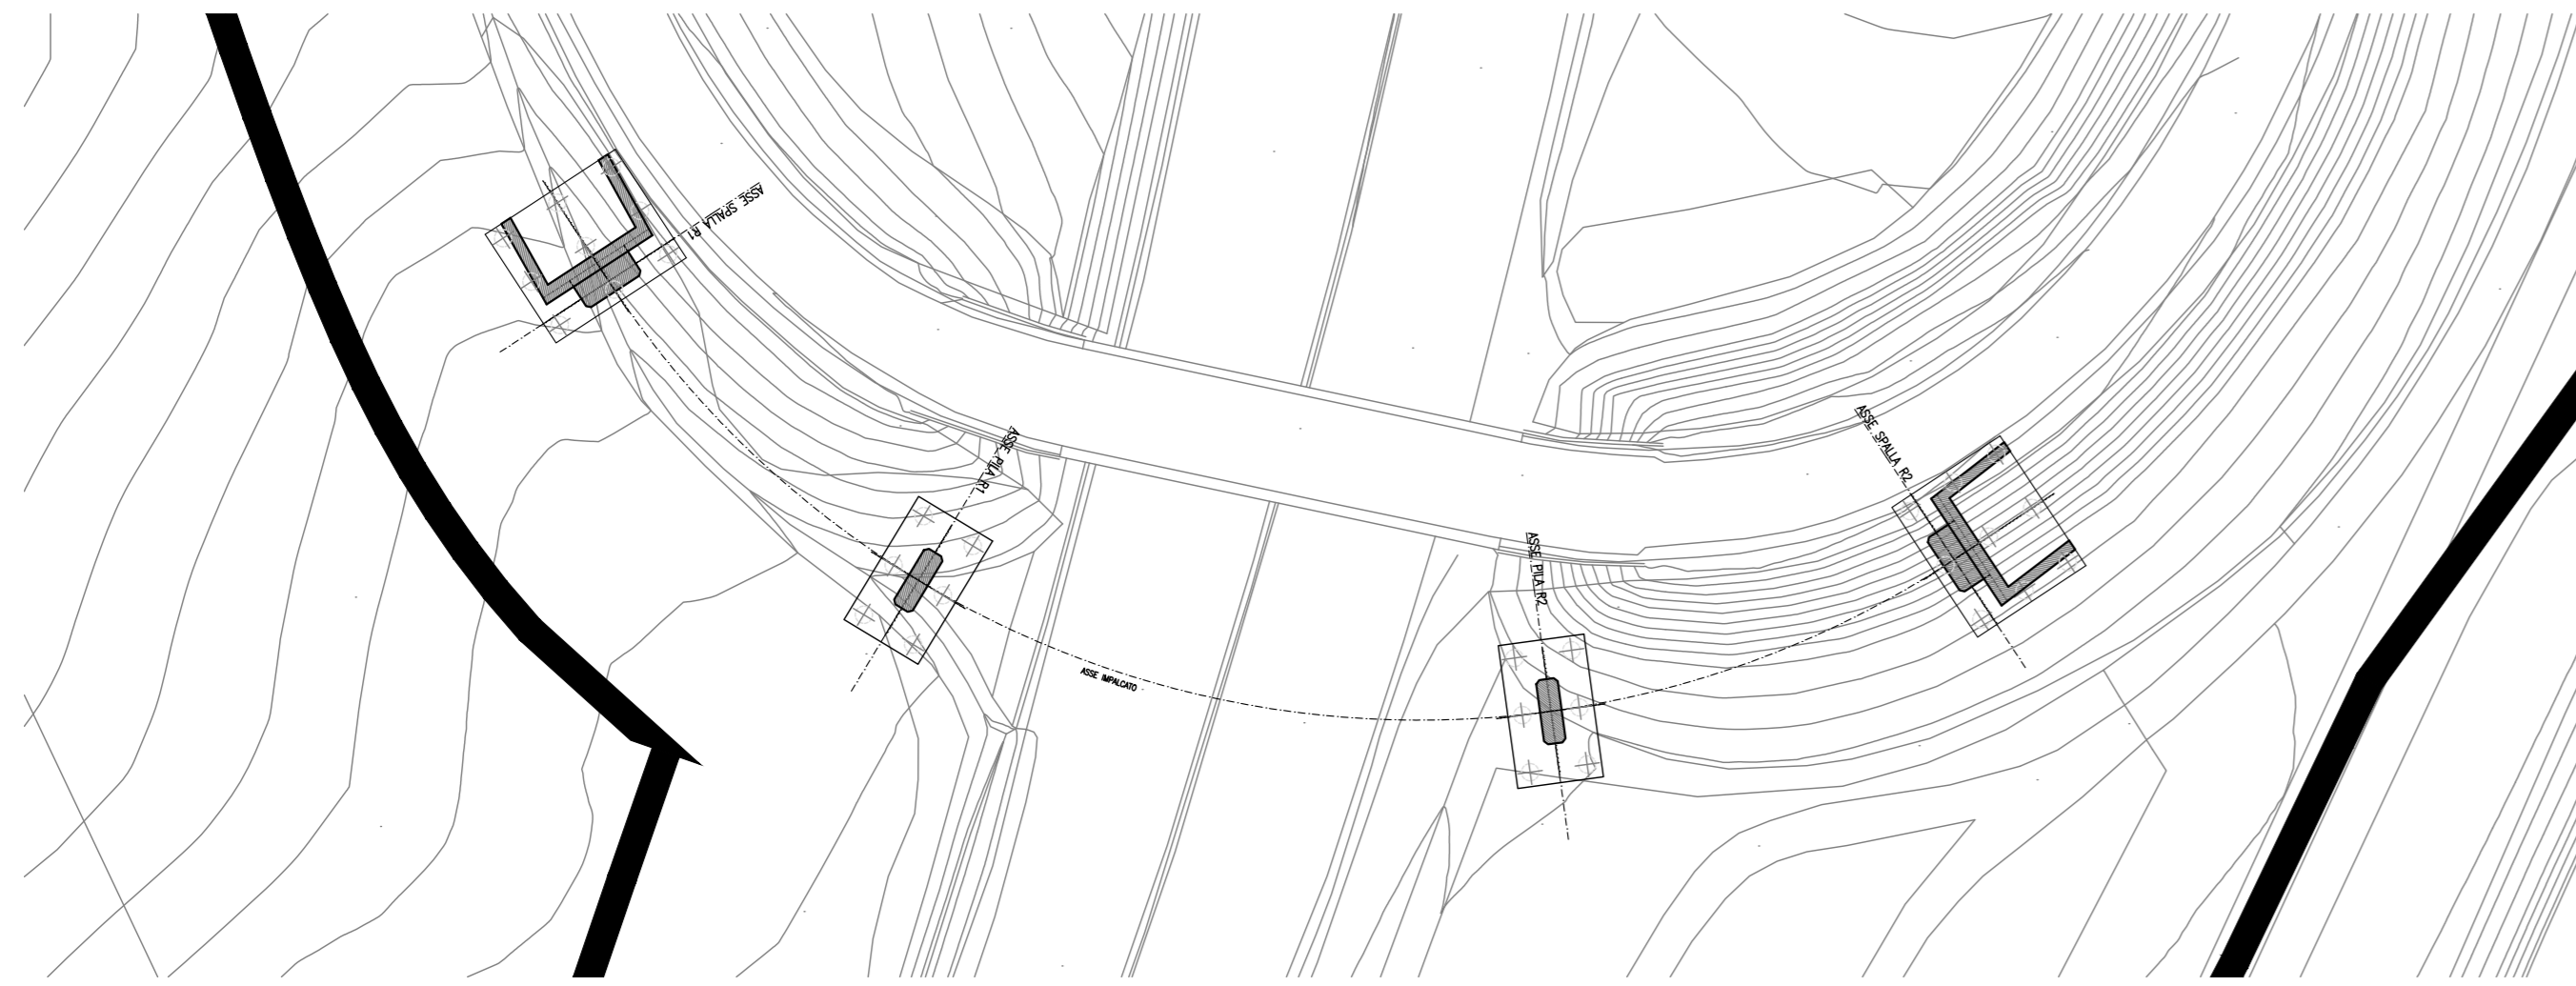 ASSE SPALLA R1
ASSE PILA R1
ASSE IMPALCATO
ASSE PILA R2
ASSE SPALLA R2